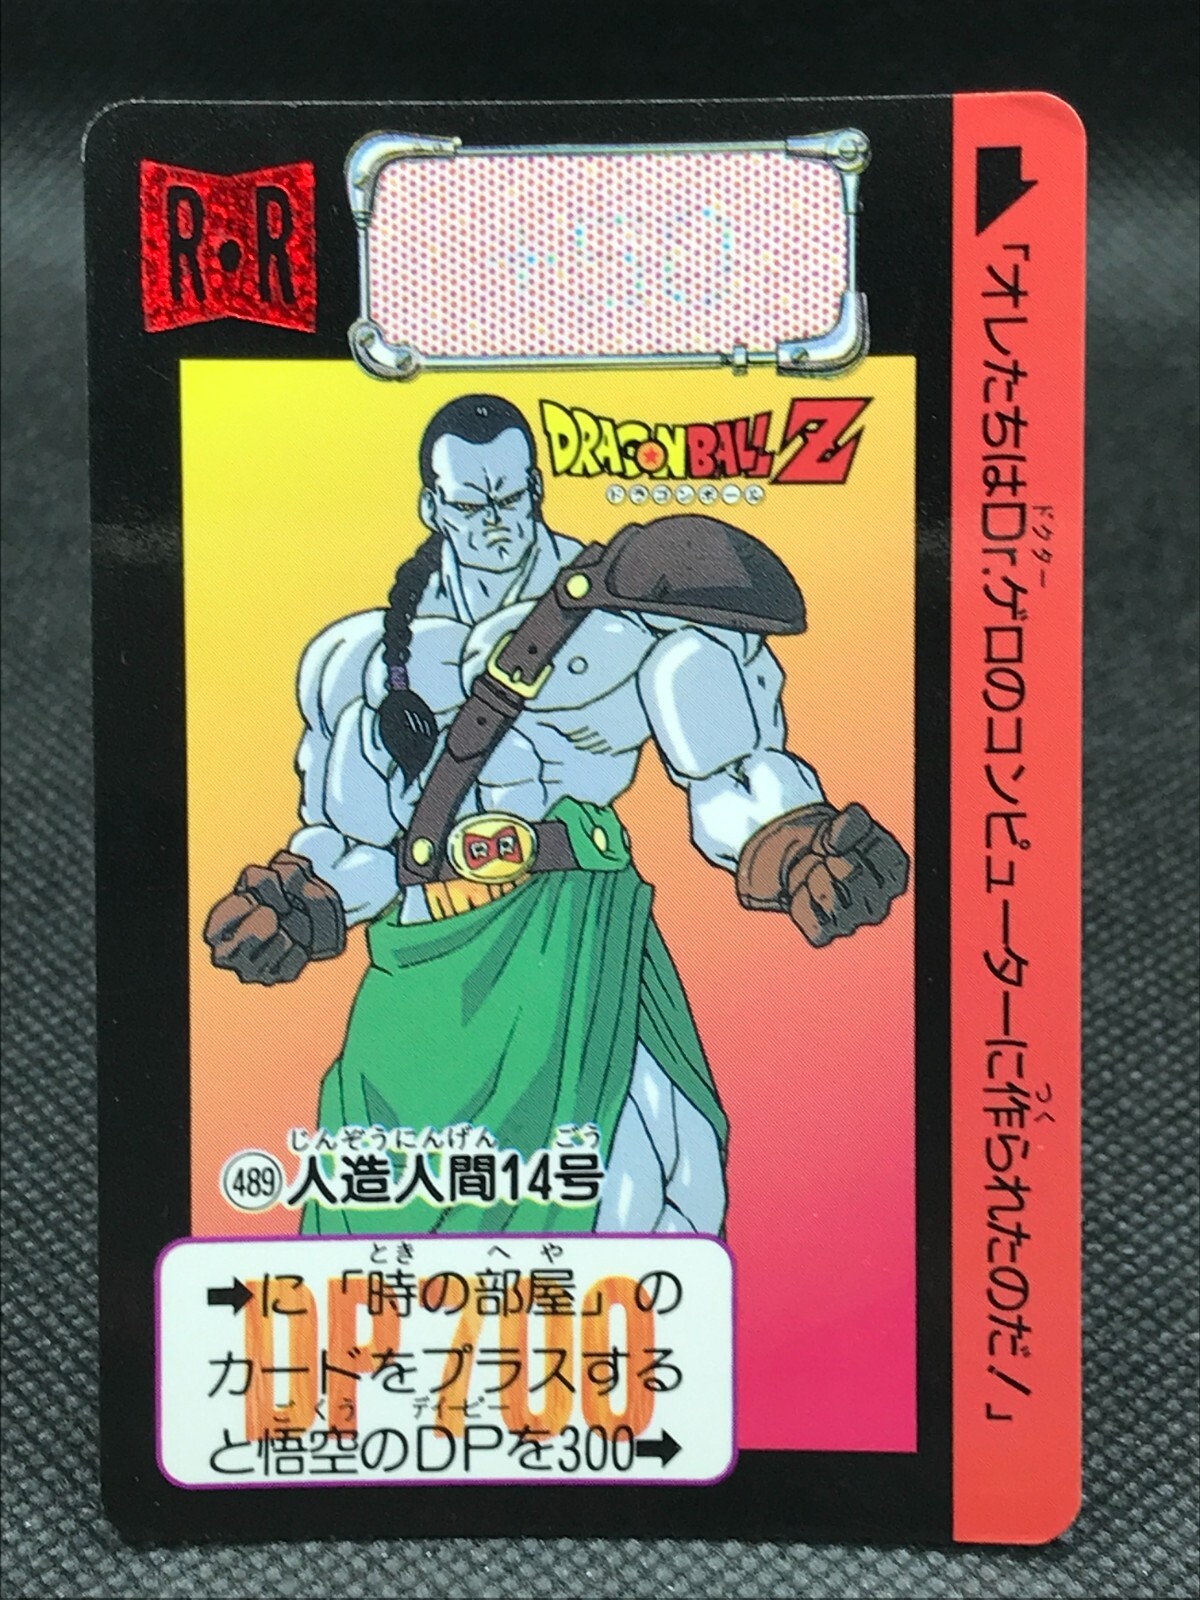 R・R
+50
DRAGON BALL Z
ドラゴンボール
RR
じんぞうにんげん ごう
489 人造人間14号
DP700
とき へや
➡に「時の部屋」の
カードをプラスする
ごくう ディーピー
と悟空のDPを300➡
ドクター つく
「オレたちはDr.ゲロのコンピューターに作られたのだ!」